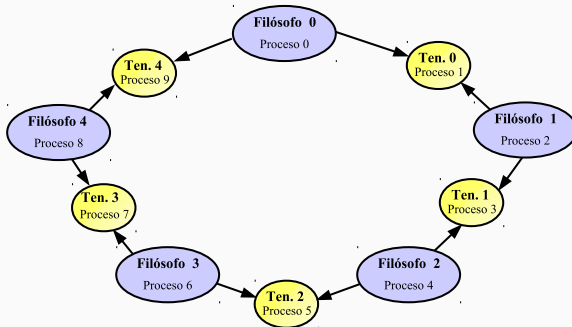 Filósofo 0
Proceso 0
Ten. 4
Proceso 9
Ten. 0
Proceso 1
Filósofo 4
Proceso 8
Filósofo 1
Proceso 2
Ten. 3
Proceso 7
Ten. 1
Proceso 3
Filósofo 3
Proceso 6
Filósofo 2
Proceso 4
Ten. 2
Proceso 5